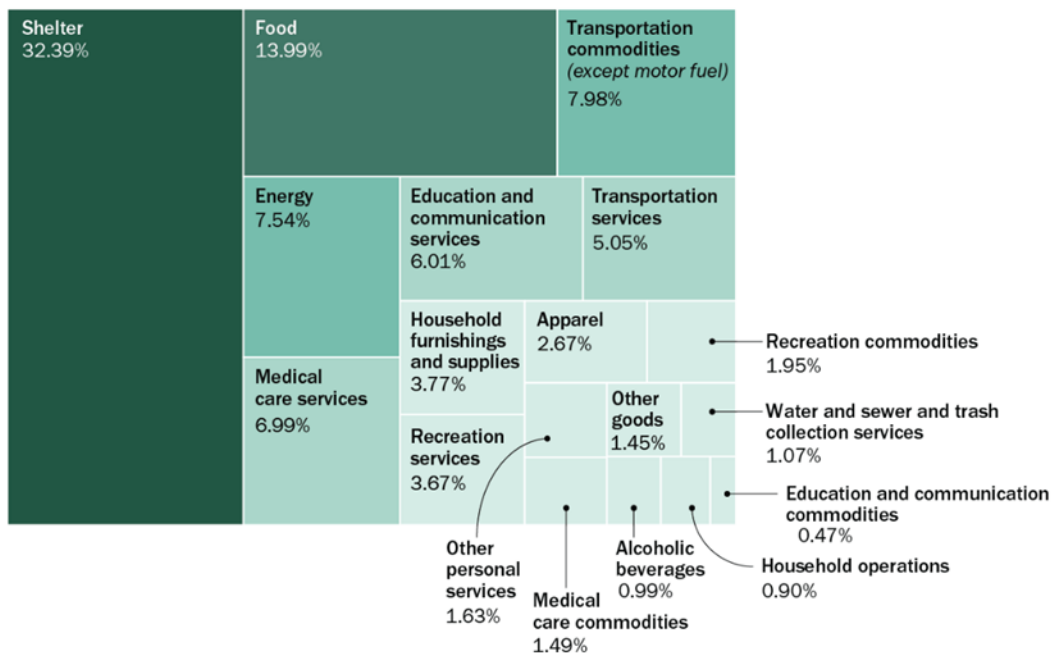 Shelter
32.39%
Food
13.99%
Transportation
commodities
(except motor fuel)
7.98%
Energy
7.54%
Education and
communication
services
6.01%
Transportation
services
5.05%
Medical
care services
6.99%
Household
furnishings
and supplies
3.77%
Apparel
2.67%
Recreation commodities
1.95%
Recreation
services
3.67%
Other
goods
1.45%
Water and sewer and trash
collection services
1.07%
Education and communication
commodities
0.47%
Other
personal
services
1.63%
Medical
care commodities
1.49%
Alcoholic
beverages
0.99%
Household operations
0.90%